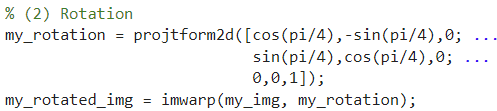 % (2) Rotation
my_rotation = projtform2d([cos(pi/4),-sin(pi/4),0; ...
sin(pi/4),cos(pi/4),0; ...
0,0,1]);
my_rotated_img = imwarp(my_img, my_rotation);